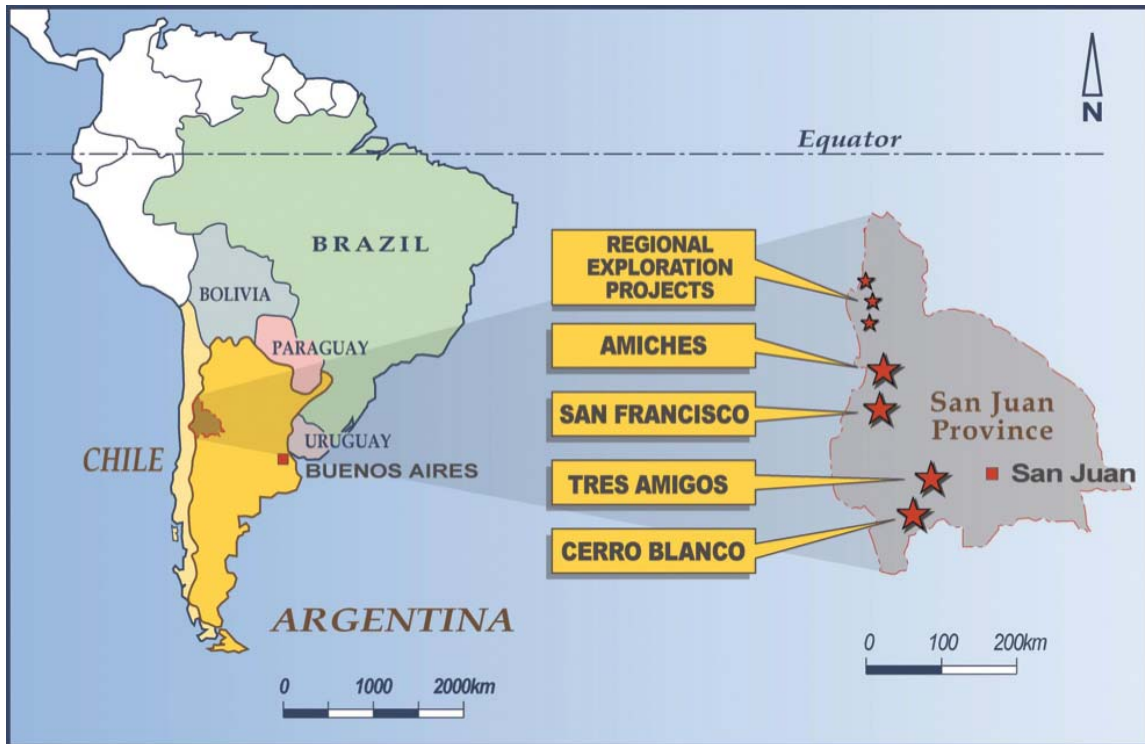 N
Equator
BRAZIL
BOLIVIA
PARAGUAY
CHILE
URUGUAY
BUENOS AIRES
ARGENTINA
0 1000 2000km
REGIONAL
EXPLORATION
PROJECTS
AMICHES
SAN FRANCISCO
TRES AMIGOS
CERRO BLANCO
San Juan
Province
San Juan
0 100 200km